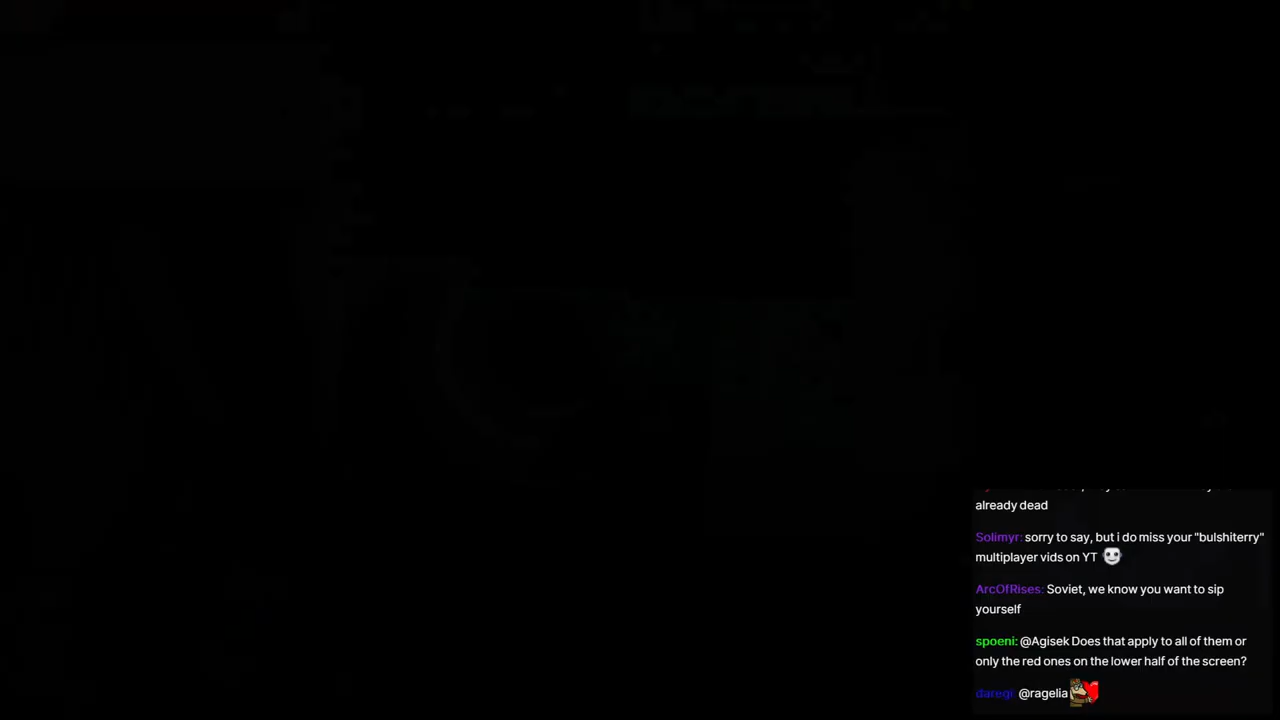 already dead
Solimyr: sorry to say, but i do miss your "bulshiterry"
multiplayer vids on YT
ArcOfRises: Soviet, we know you want to sip
yourself
spoeni: @Agisek Does that apply to all of them or
only the red ones on the lower half of the screen?
daregi: @ragelia